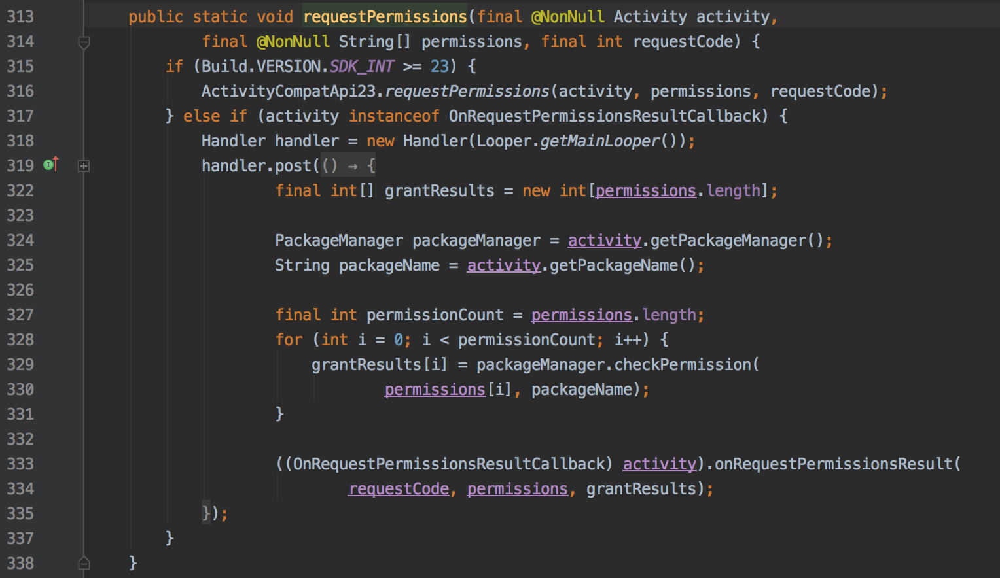 313 public static void requestPermissions(final @NonNull Activity activity,
314 final @NonNull String[] permissions, final int requestCode) {
315 if (Build.VERSION.SDK_INT >= 23) {
316 ActivityCompatApi23.requestPermissions(activity, permissions, requestCode);
317 } else if (activity instanceof OnRequestPermissionsResultCallback) {
318 Handler handler = new Handler(Looper.getMainLooper());
319 I handler.post(() → {
322 final int[] grantResults = new int[permissions.length];
323
324 PackageManager packageManager = activity.getPackageManager();
325 String packageName = activity.getPackageName();
326
327 final int permissionCount = permissions.length;
328 for (int i = 0; i < permissionCount; i++) {
329 grantResults[i] = packageManager.checkPermission(
330 permissions[i], packageName);
331 }
332
333 ((OnRequestPermissionsResultCallback) activity).onRequestPermissionsResult(
334 requestCode, permissions, grantResults);
335 });
337 }
338 }